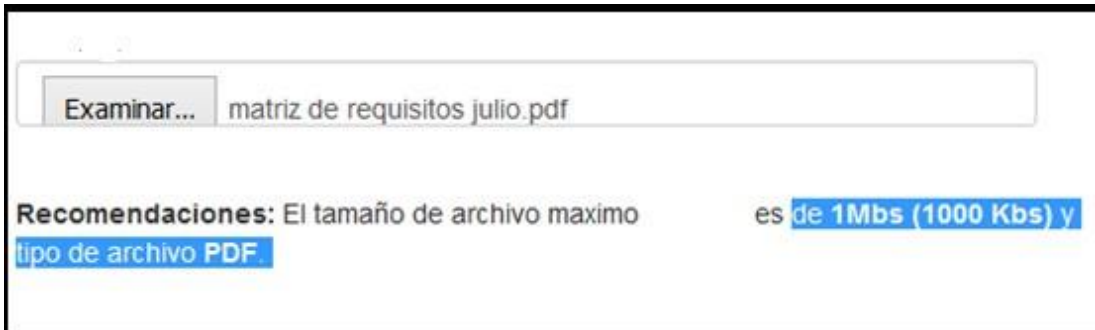 Examinar... matriz de requisitos julio.pdf
Recomendaciones: El tamaño de archivo maximo es de 1Mbs (1000 Kbs) y
tipo de archivo PDF.